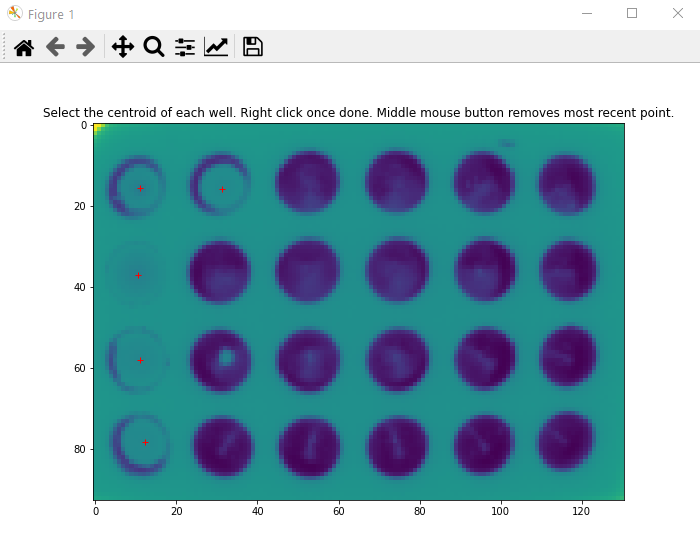 Figure 1
Select the centroid of each well. Right click once done. Middle mouse button removes most recent point.
0
20
40
60
80
0 20 40 60 80 100 120